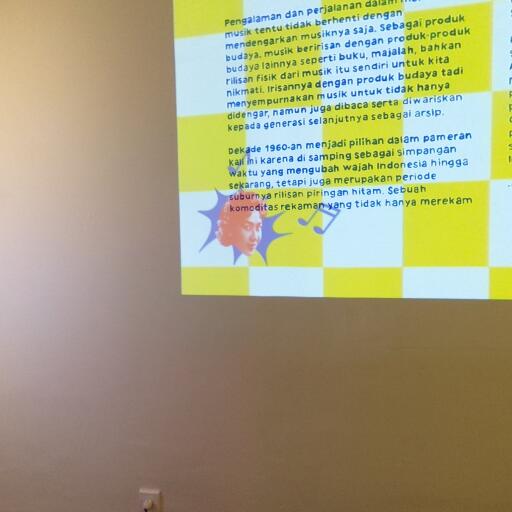 Pengalaman dan perjalanan dalam
musik tentu tidak berhenti dengan
mendengarkan musiknya saja. Sebagai produk
budaya, musik beririsan dengan produk-produk
budaya lainnya seperti buku, majalah, bahkan
rilisan fisik dari musik itu sendiri untuk kita
nikmati. Irisannya dengan produk budaya tadi
menyempurnakan musik untuk tidak hanya
didengar, namun juga dibaca serta diwariskan
kepada generasi selanjutnya sebagai arsip.
Dekade 1960-an menjadi pilihan dalam pameran
kali ini karena di samping sebagai simpangan
waktu yang mengubah wajah Indonesia hingga
sekarang, tetapi juga merupakan periode
suburnya rilisan piringan hitam. Sebuah
komoditas rekaman yang tidak hanya merekam